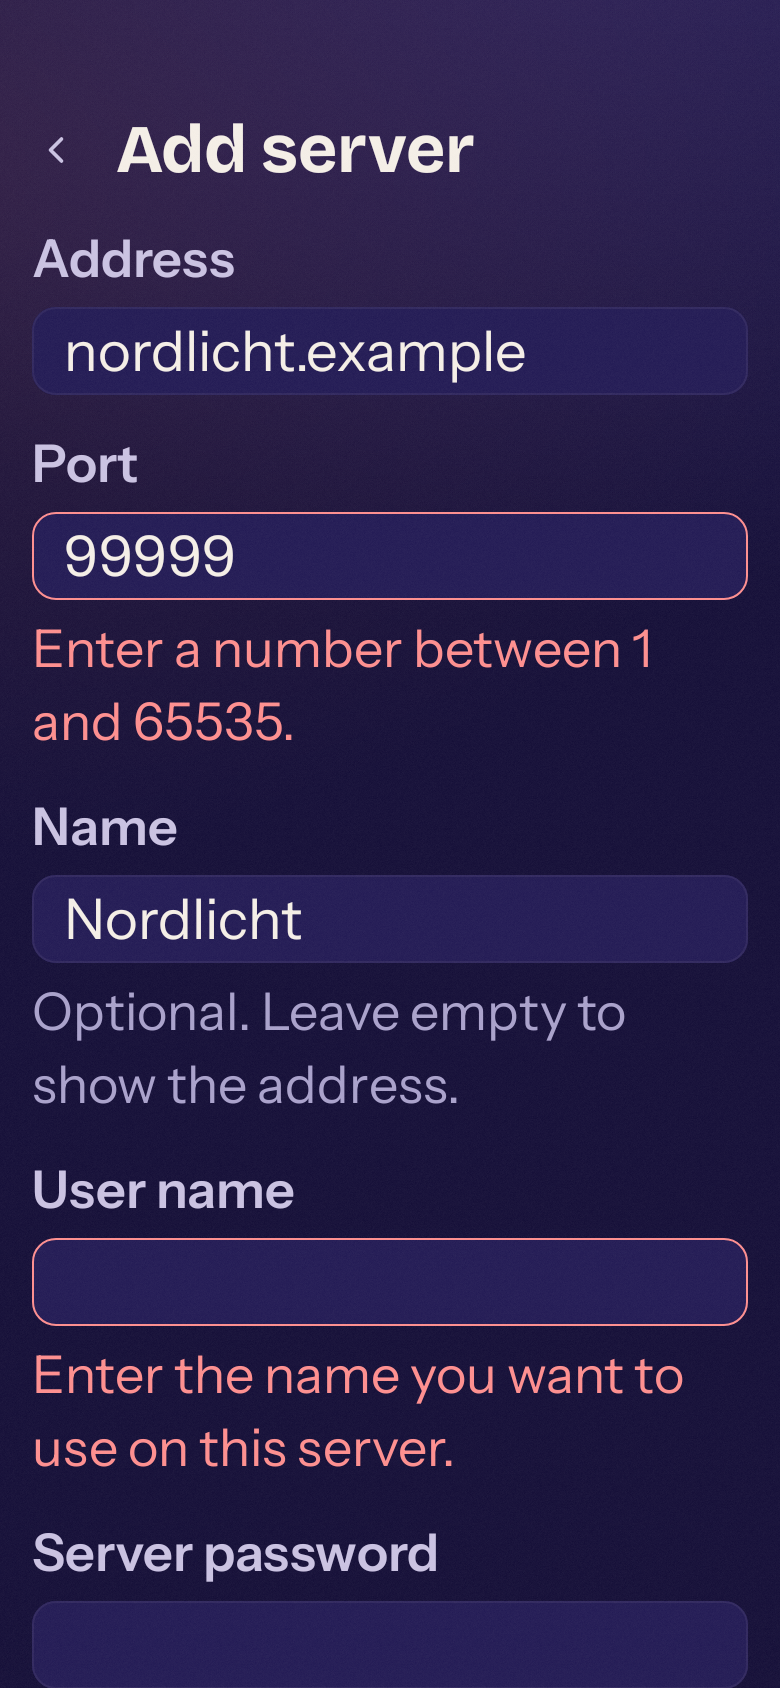 Add server
Address
nordlicht.example
Port
99999
Enter a number between 1
and 65535.
Name
Nordlicht
Optional. Leave empty to
show the address.
User name
Enter the name you want to
use on this server.
Server password